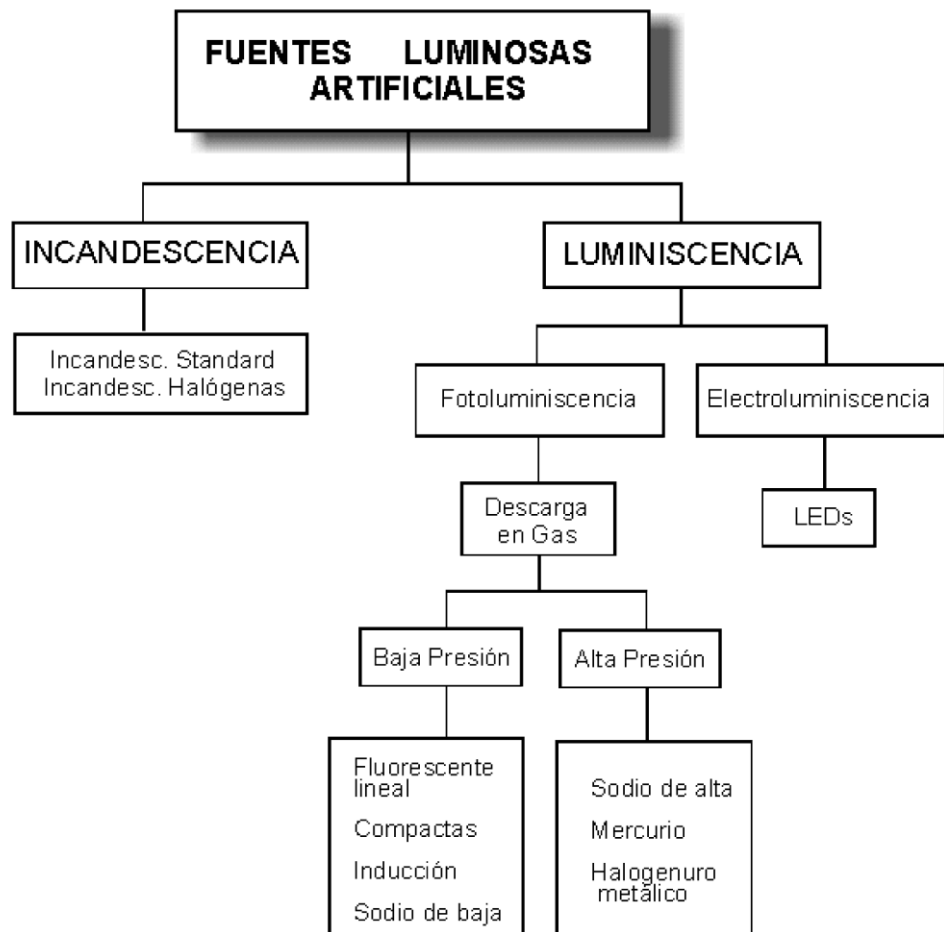 FUENTES LUMINOSAS
ARTIFICIALES
INCANDESCENCIA
LUMINISCENCIA
Incandesc. Standard
Incandesc. Halógenas
Fotoluminiscencia
Electroluminiscencia
Descarga
en Gas
LEDs
Baja Presión
Alta Presión
Fluorescente
lineal
Compactas
Inducción
Sodio de baja
Sodio de alta
Mercurio
Halogenuro
metálico